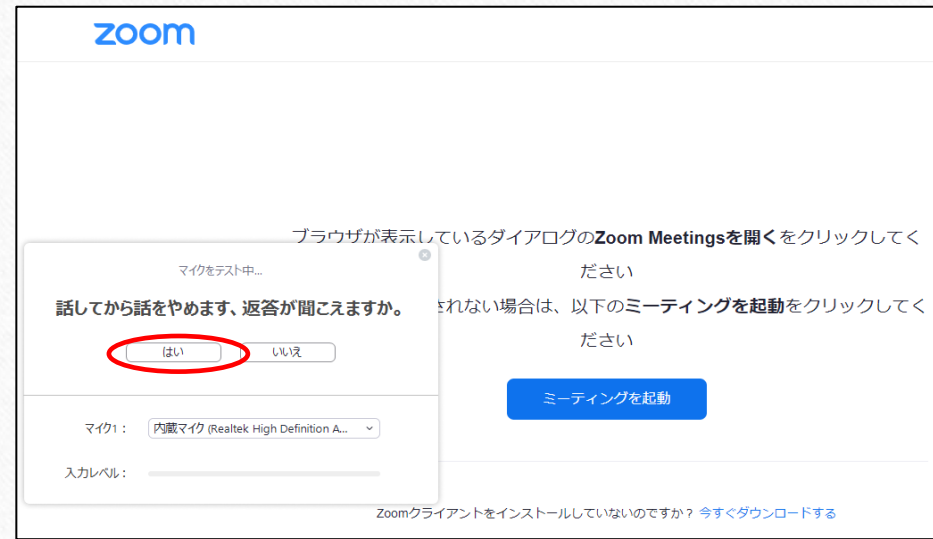 zoom
ブラウザが表示しているダイアログのZoom Meetingsを開くをクリックしてく
ださい
されない場合は、以下のミーティングを起動をクリックしてく
ださい
ミーティングを起動
マイクをテスト中...
話してから話をやめます、返答が聞こえますか。
はい
いいえ
マイク1：
内蔵マイク (Realtek High Definition A...
入力レベル：
Zoomクライアントをインストールしていないのですか？ 今すぐダウンロードする